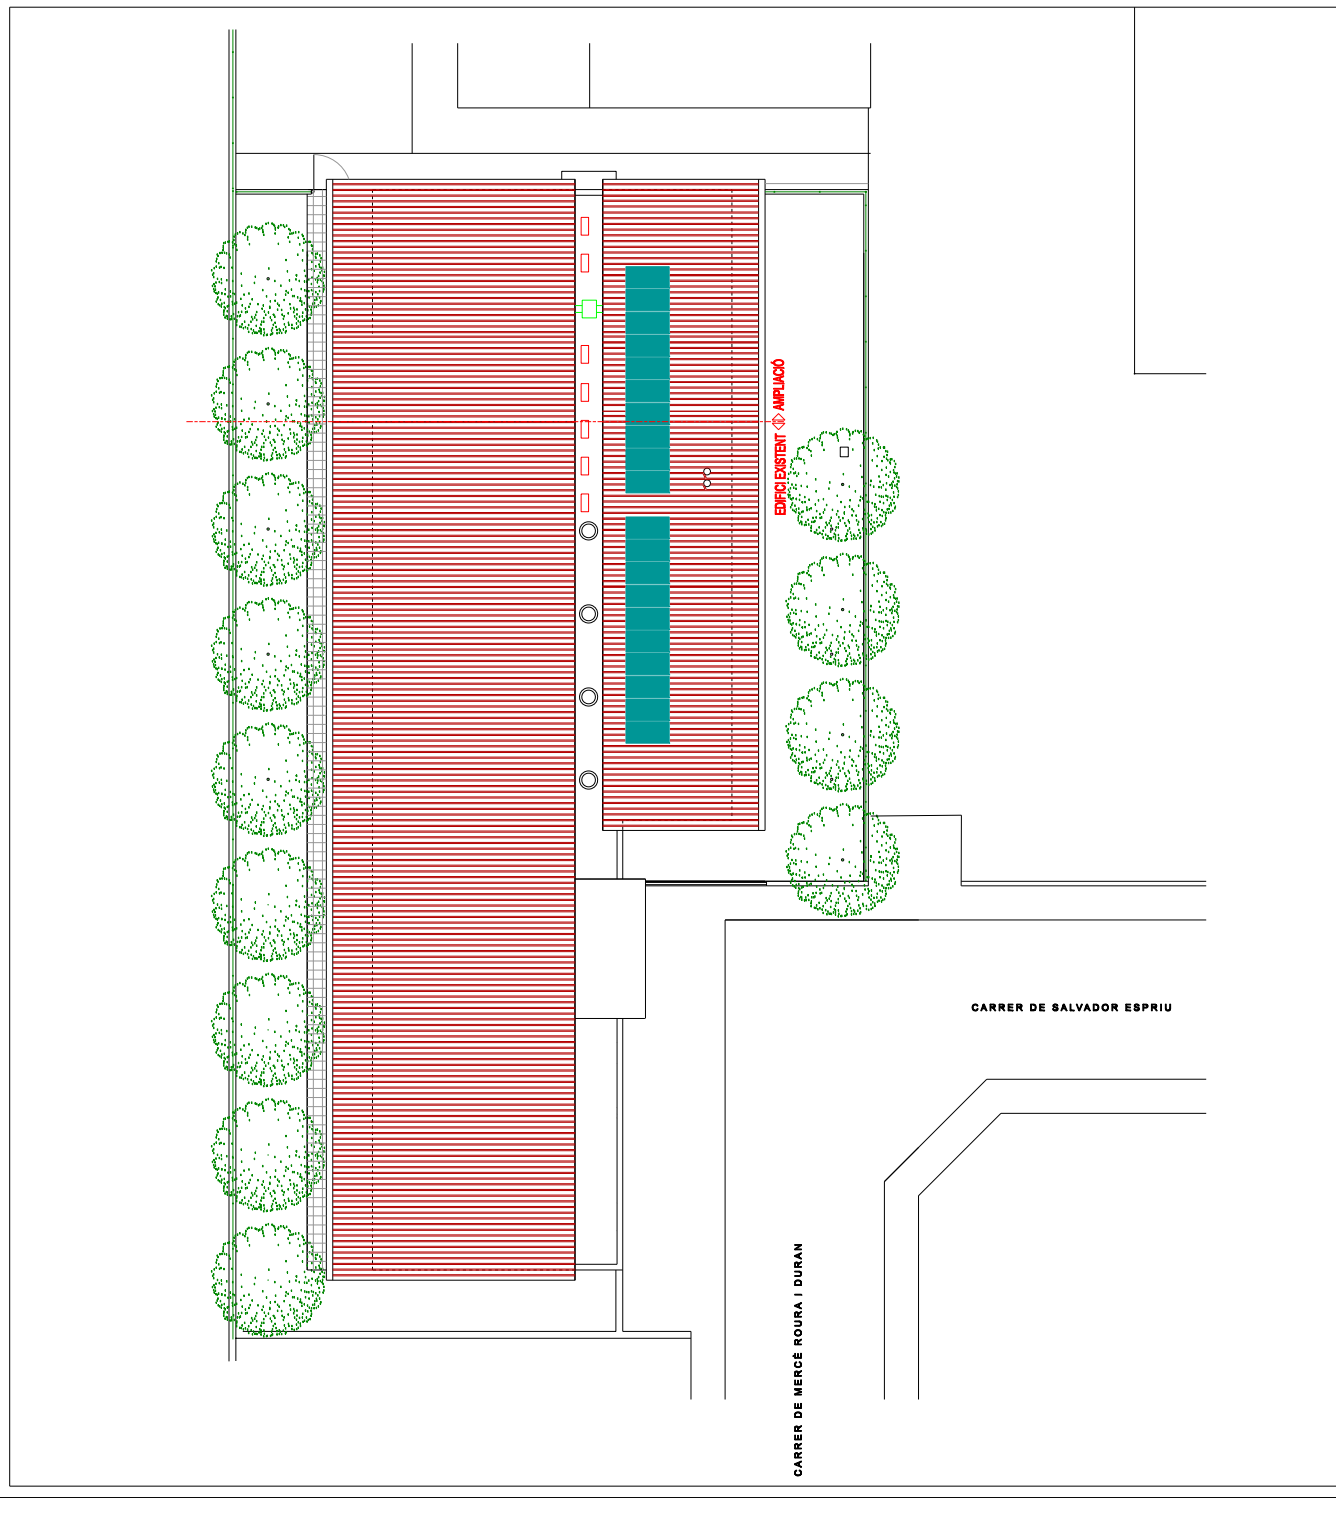 EDIFICI EXISTENT AMPLIACIÓ
CARRER DE SALVADOR ESPRIU
CARRER DE MERCÈ ROURA I DURAN